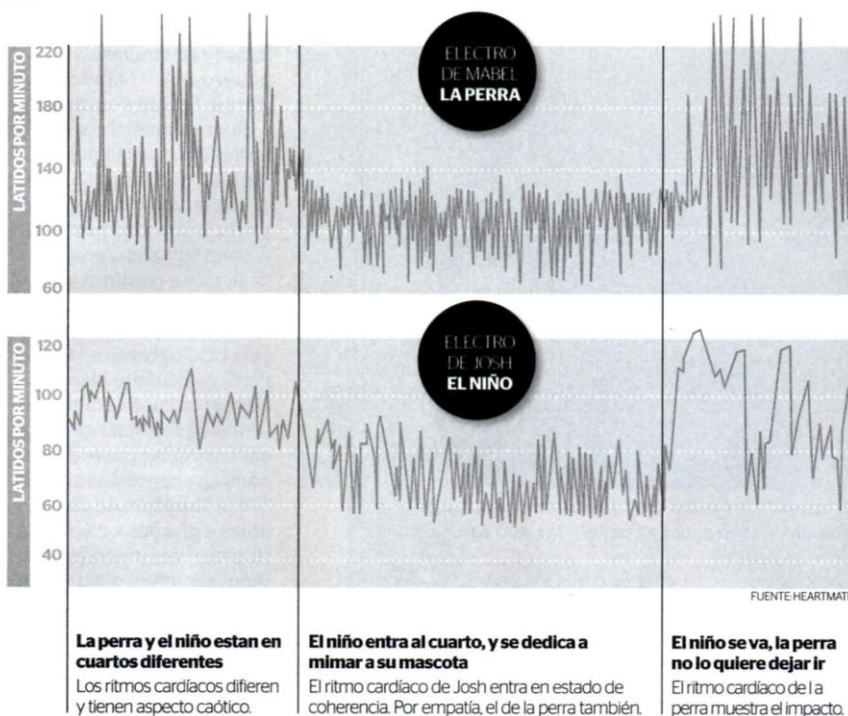 LATIDOS POR MINUTO
220
180
140
100
60
ELECTRO
DE MABEL
LA PERRA
LATIDOS POR MINUTO
120
100
80
60
40
ELECTRO
DE JOSH
EL NIÑO
FUENTE: HEARTMAT
La perra y el niño estan en
cuartos diferentes
Los ritmos cardíacos difieren
y tienen aspecto caótico.
El niño entra al cuarto, y se dedica a
mimar a su mascota
El ritmo cardíaco de Josh entra en estado de
coherencia. Por empatía, el de la perra también.
El niño se va, la perra
no lo quiere dejar ir
El ritmo cardíaco de la
perra muestra el impacto.